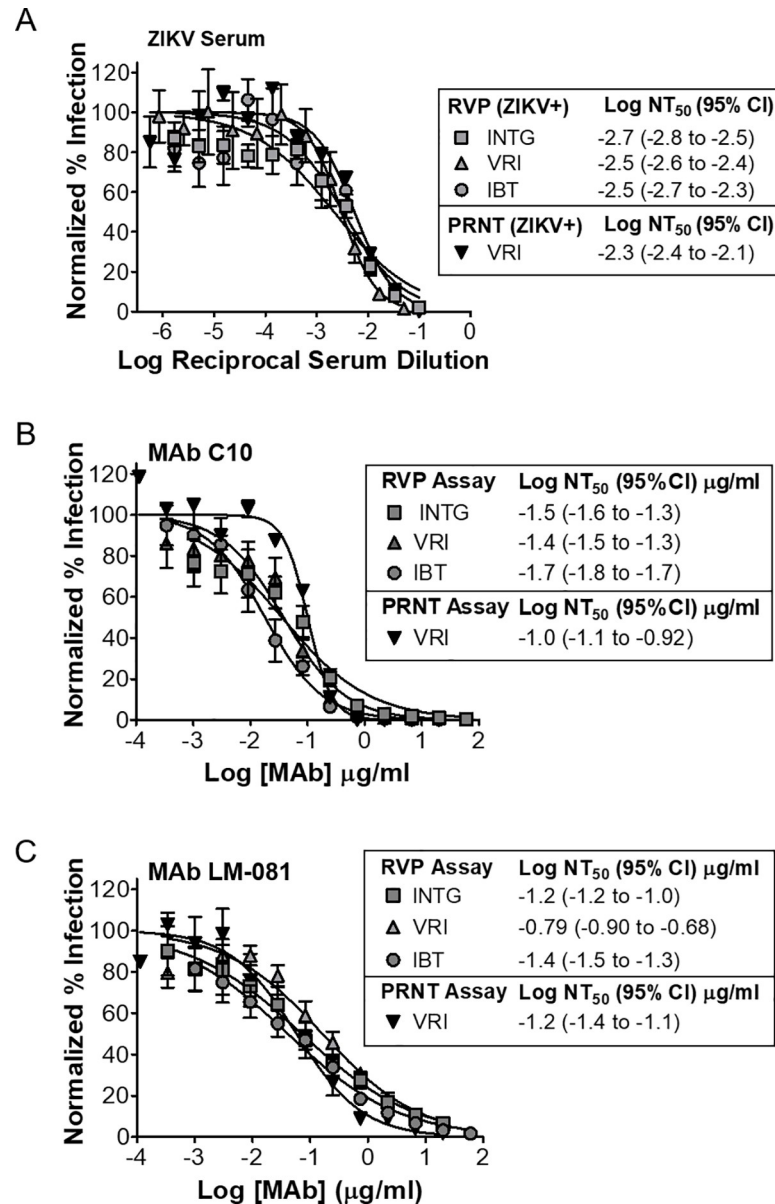 A
ZIKV Serum
Normalized % Infection
120
100
80
60
40
20
0
-6 -5 -4 -3 -2 -1 0
Log Reciprocal Serum Dilution
RVP (ZIKV+) Log NT50 (95% CI)
INTG -2.7 (-2.8 to -2.5)
VRI -2.5 (-2.6 to -2.4)
IBT -2.5 (-2.7 to -2.3)
PRNT (ZIKV+) Log NT50 (95% CI)
VRI -2.3 (-2.4 to -2.1)
B
MAb C10
Normalized % Infection
120
100
80
60
40
20
0
-4 -3 -2 -1 0 1 2
Log [MAb] μg/ml
RVP Assay Log NT50 (95%CI) μg/ml
INTG -1.5 (-1.6 to -1.3)
VRI -1.4 (-1.5 to -1.3)
IBT -1.7 (-1.8 to -1.7)
PRNT Assay Log NT50 (95%CI) μg/ml
VRI -1.0 (-1.1 to -0.92)
C
MAb LM-081
Normalized % Infection
120
100
80
60
40
20
0
-4 -3 -2 -1 0 1 2
Log [MAb] (μg/ml)
RVP Assay Log NT50 (95% CI) μg/ml
INTG -1.2 (-1.2 to -1.0)
VRI -0.79 (-0.90 to -0.68)
IBT -1.4 (-1.5 to -1.3)
PRNT Assay Log NT50 (95% CI) μg/ml
VRI -1.2 (-1.4 to -1.1)